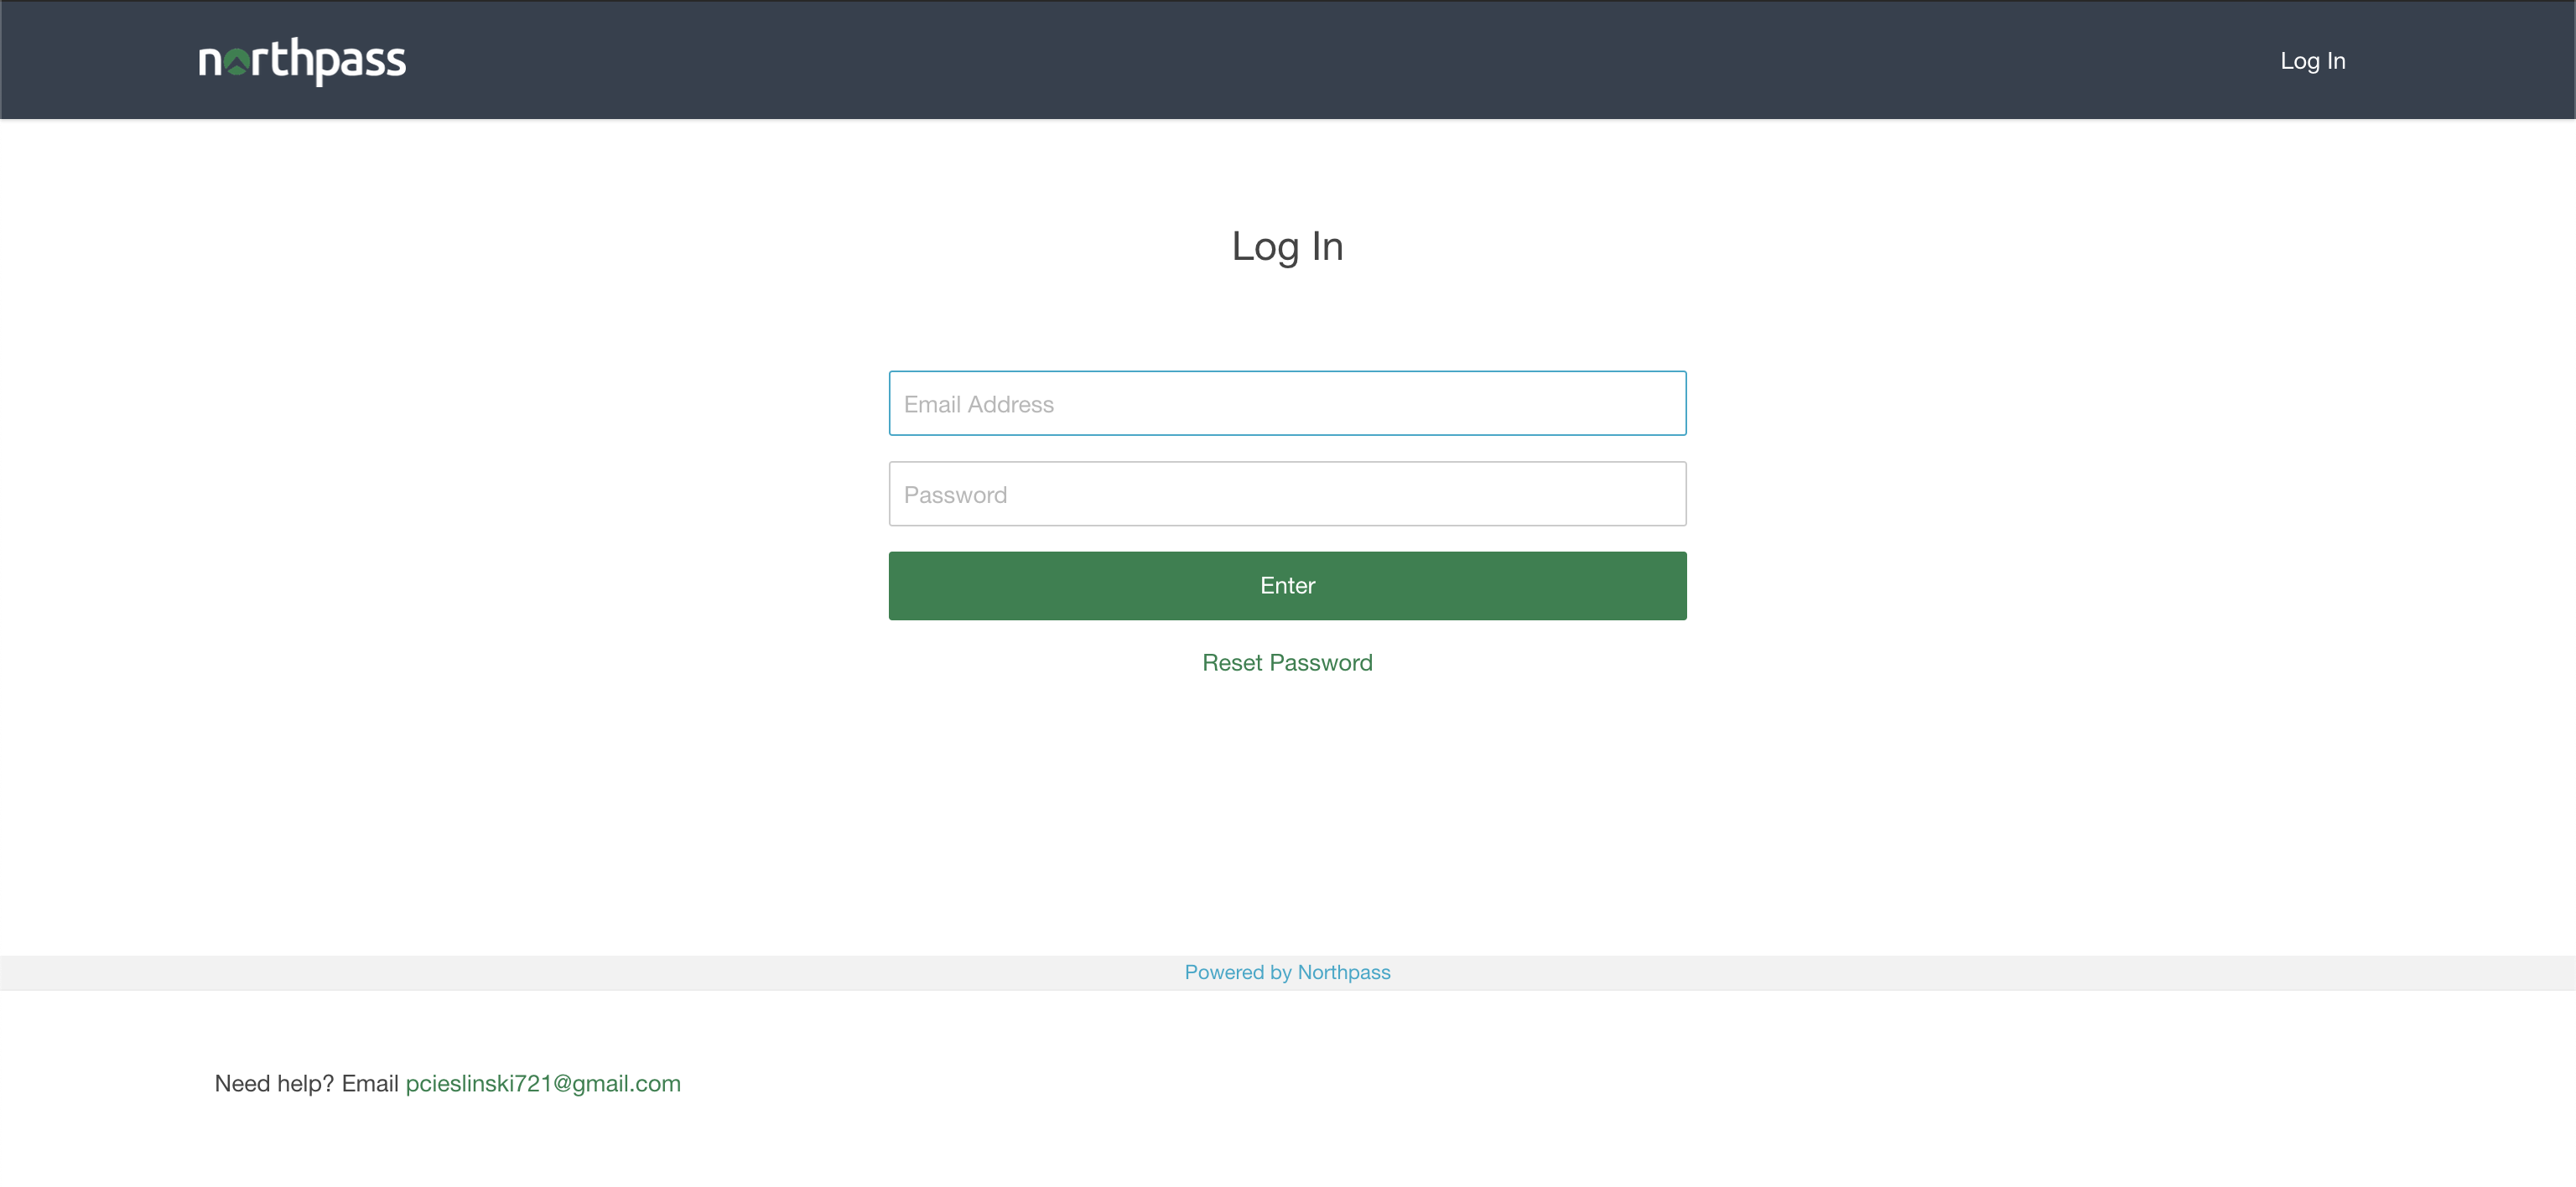 northpass
Log In
Log In
Email Address
Password
Enter
Reset Password
Powered by Northpass
Need help? Email pcieslinski721@gmail.com